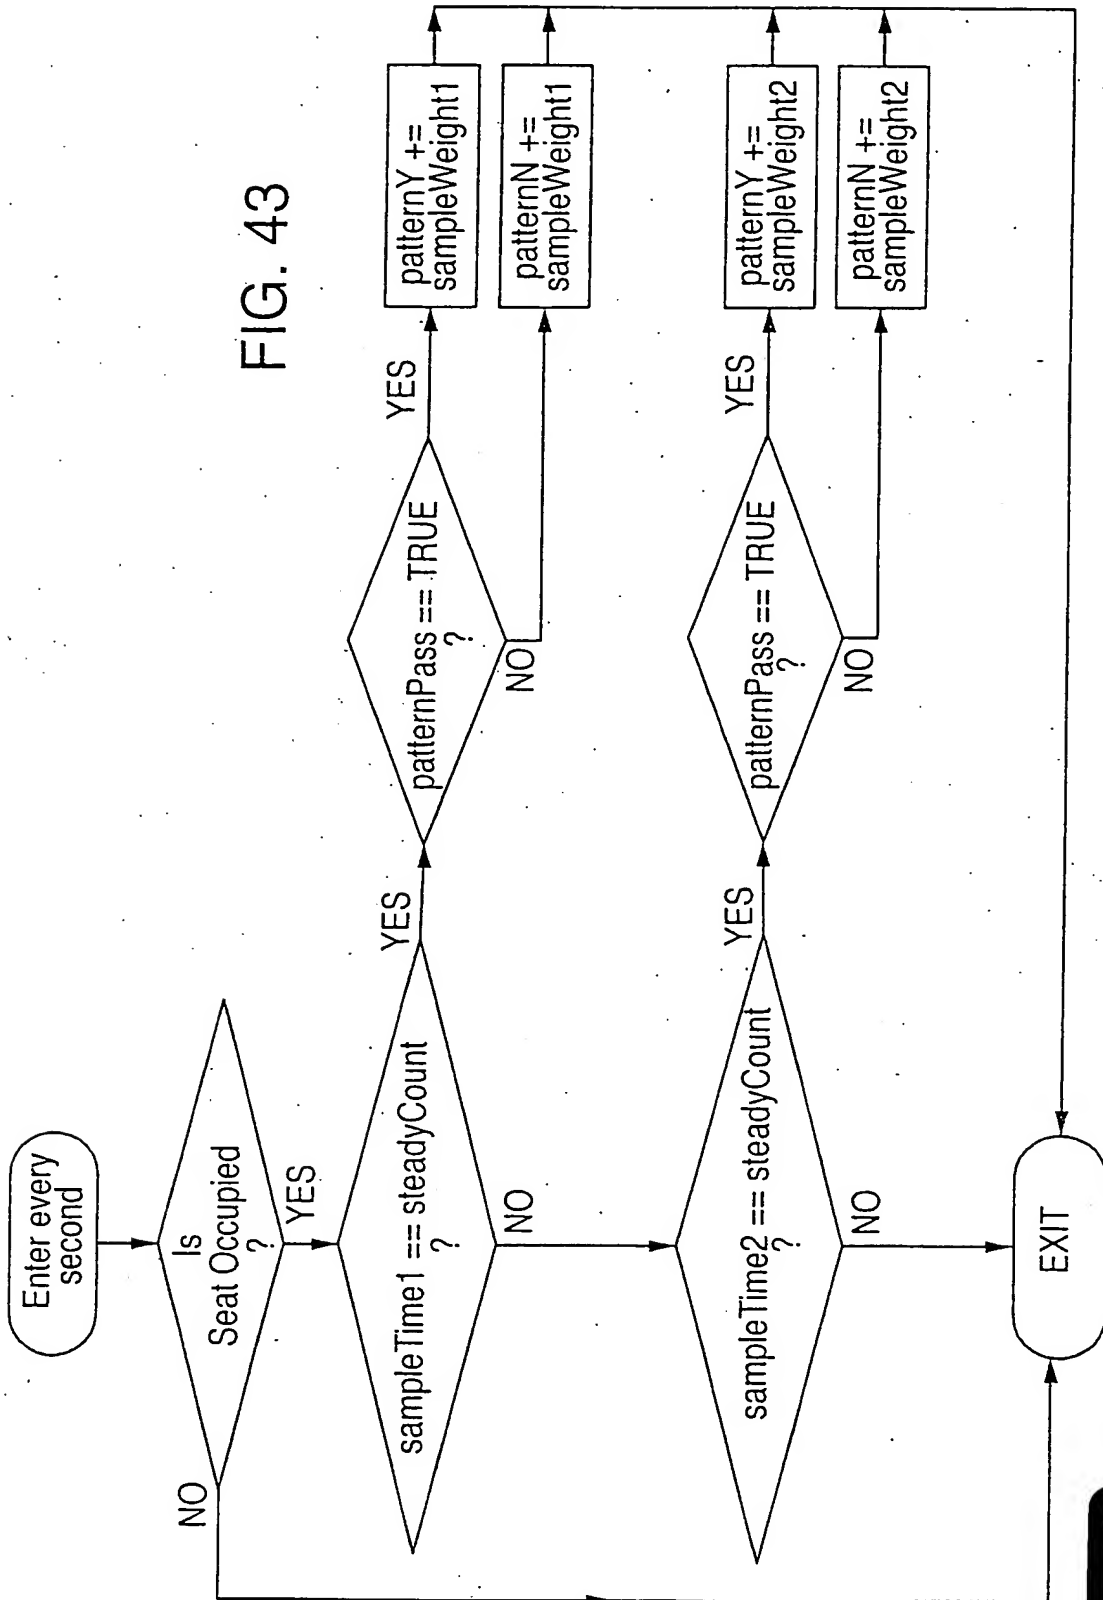 FIG. 43
Enter every
second
Is
Seat Occupied
?
NO
YES
sampleTime1 == steadyCount
?
YES
NO
patternPass == TRUE
?
YES
NO
patternY +=
sampleWeight1
patternN +=
sampleWeight1
sampleTime2 == steadyCount
?
YES
NO
patternPass == TRUE
?
YES
NO
patternY +=
sampleWeight2
patternN +=
sampleWeight2
EXIT